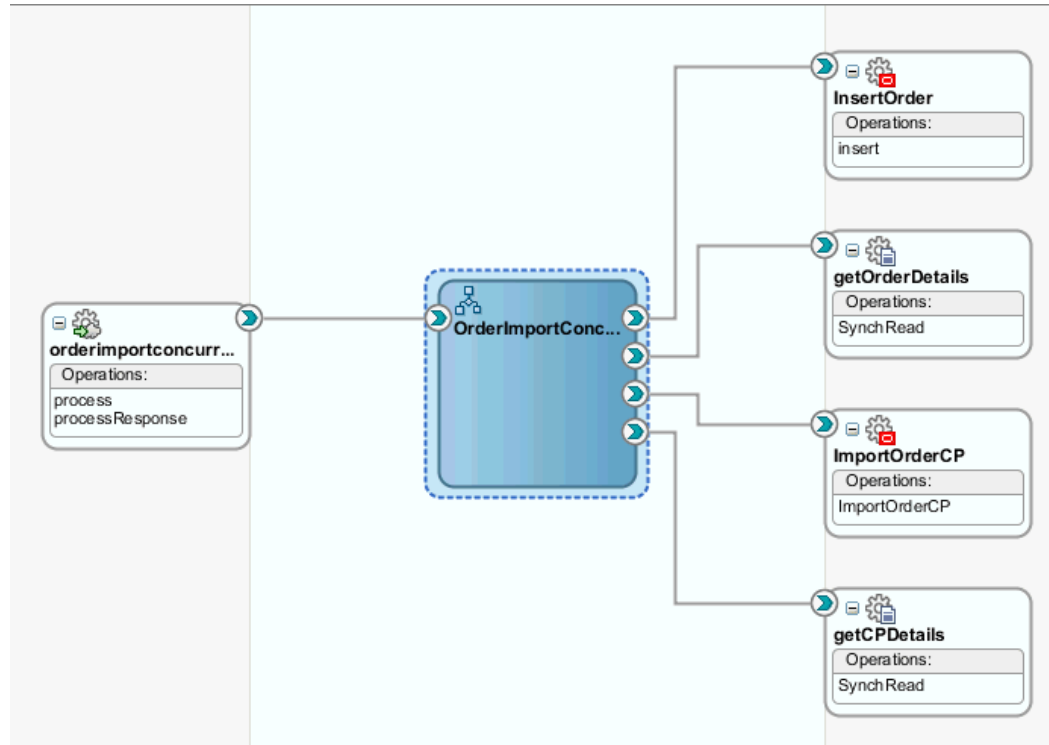 InsertOrder
Operations:
insert
getOrderDetails
Operations:
SynchRead
orderimportconcurr...
Operations:
process
processResponse
OrderImportConc...
ImportOrderCP
Operations:
ImportOrderCP
getCPDetails
Operations:
SynchRead